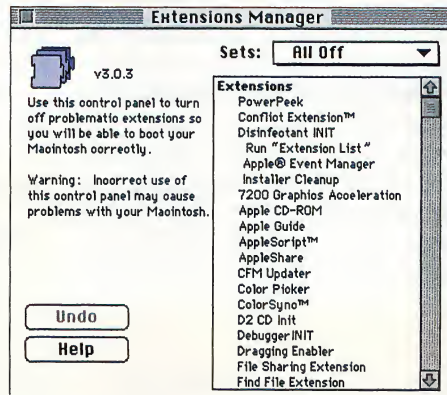 Extensions Manager
v3.0.3
Use this control panel to turn
off problematic extensions so
you will be able to boot your
Macintosh correctly.
Warning: Incorrect use of
this control panel may cause
problems with your Macintosh.
Undo
Help
Sets: All Off
Extensions
PowerPeek
Conflict Extension™
Disinfectant INIT
Run "Extension List"
Apple® Event Manager
Installer Cleanup
7200 Graphics Acceleration
Apple CD-ROM
Apple Guide
AppleScript™
AppleShare
CFM Updater
Color Picker
ColorSync™
D2 CD Init
DebuggerINIT
Dragging Enabler
File Sharing Extension
Find File Extension